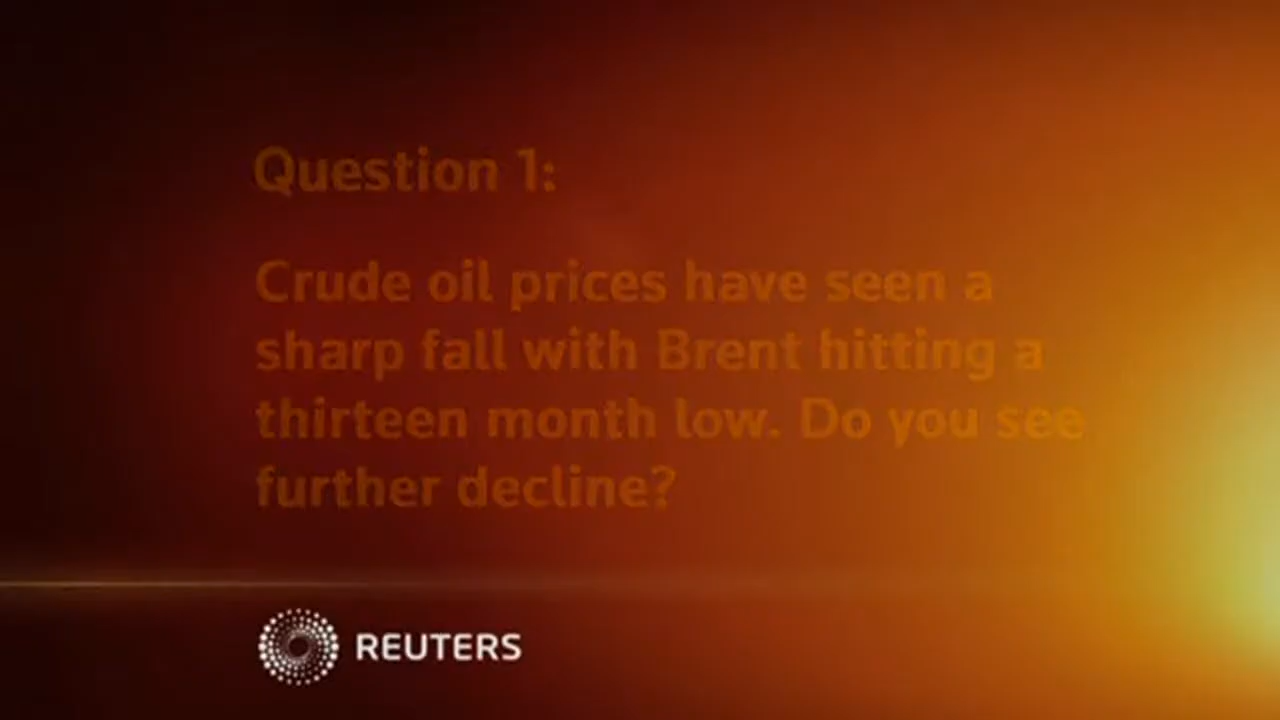 Question 1:
Crude oil prices have seen a
sharp fall with Brent hitting a
thirteen month low. Do you see
further decline?
REUTERS